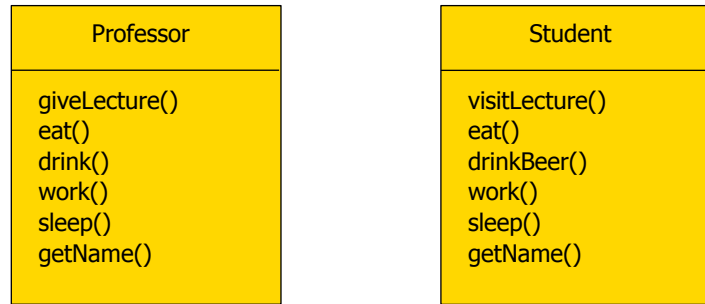 Professor
giveLecture()
eat()
drink()
work()
sleep()
getName()
Student
visitLecture()
eat()
drinkBeer()
work()
sleep()
getName()